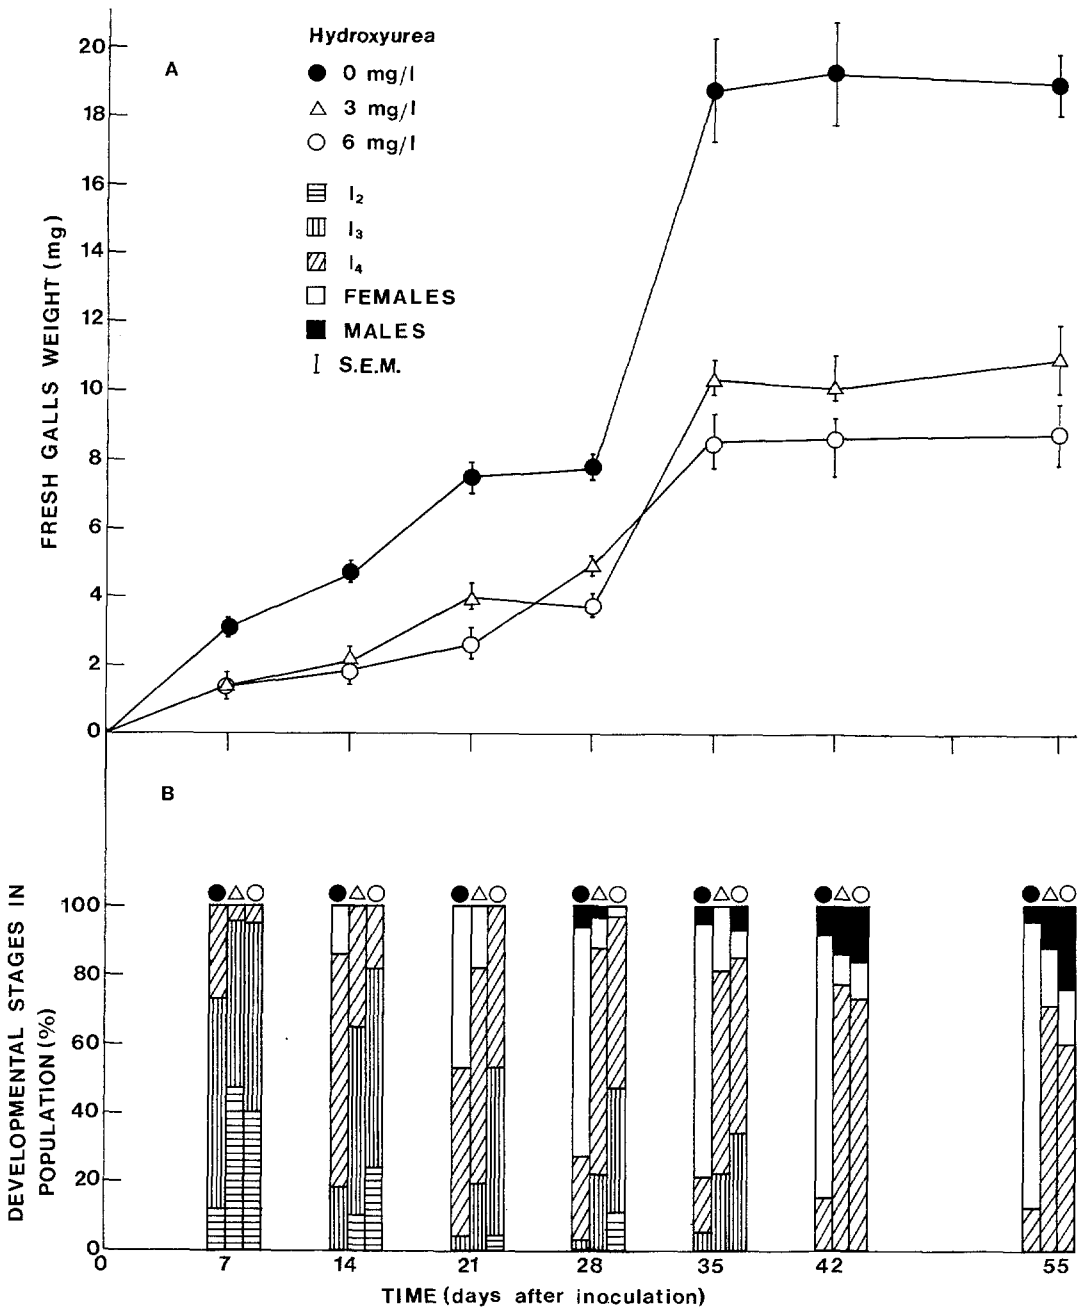 Hydroxyurea
0 mg/l
3 mg/l
6 mg/l
I₂
I₃
I₄
FEMALES
MALES
S.E.M.
A
20
18
16
14
12
10
8
6
4
2
0
FRESH GALLS WEIGHT (mg)
B
DEVELOPMENTAL STAGES IN
POPULATION (%)
100
80
60
40
20
0
0 7 14 21 28 35 42 55
TIME (days after inoculation)